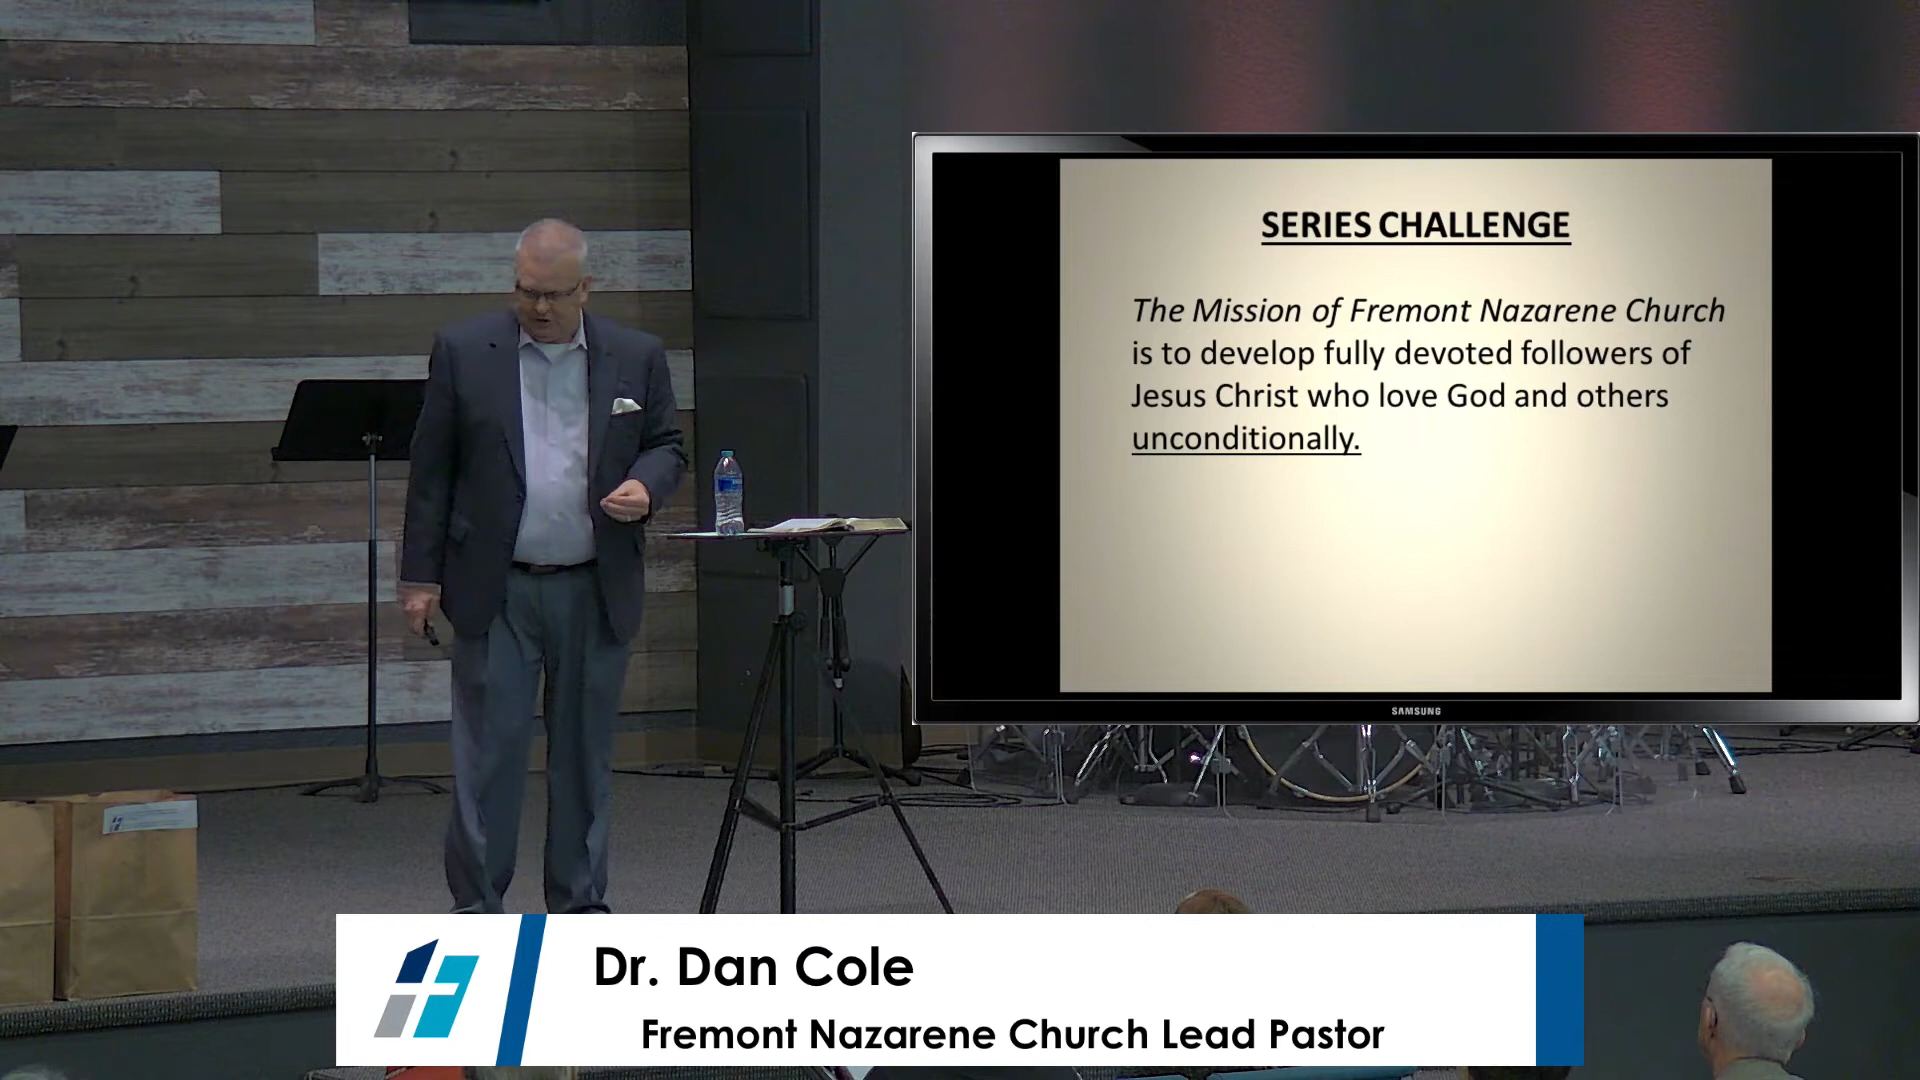 SERIES CHALLENGE
The Mission of Fremont Nazarene Church
is to develop fully devoted followers of
Jesus Christ who love God and others
unconditionally.
SAMSUNG
Dr. Dan Cole
Fremont Nazarene Church Lead Pastor